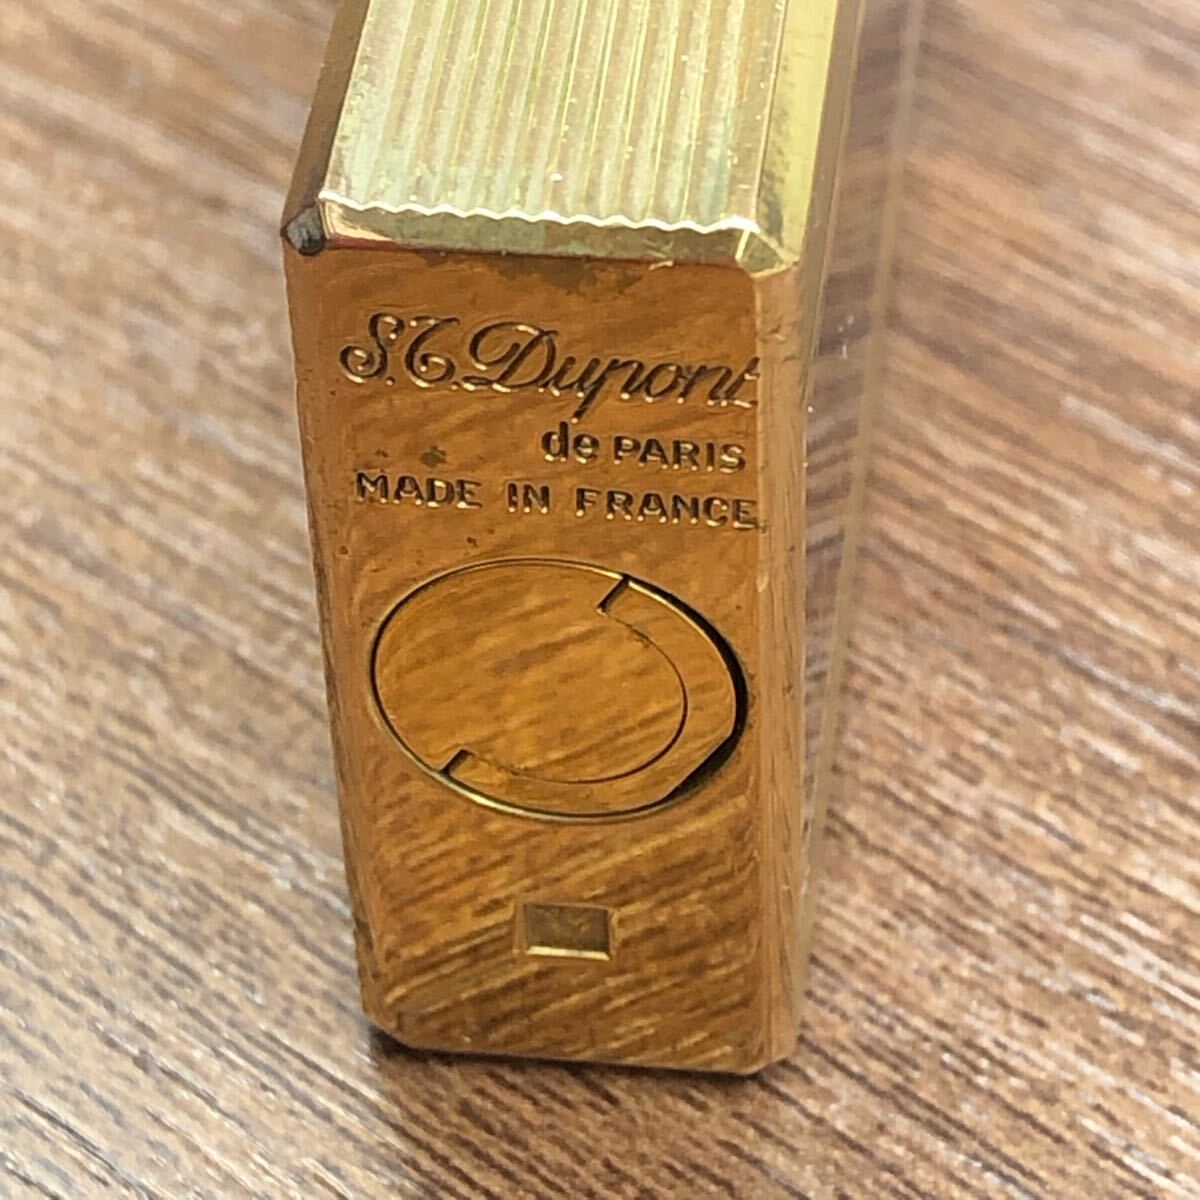 S.T. Dupont
de PARIS
MADE IN FRANCE